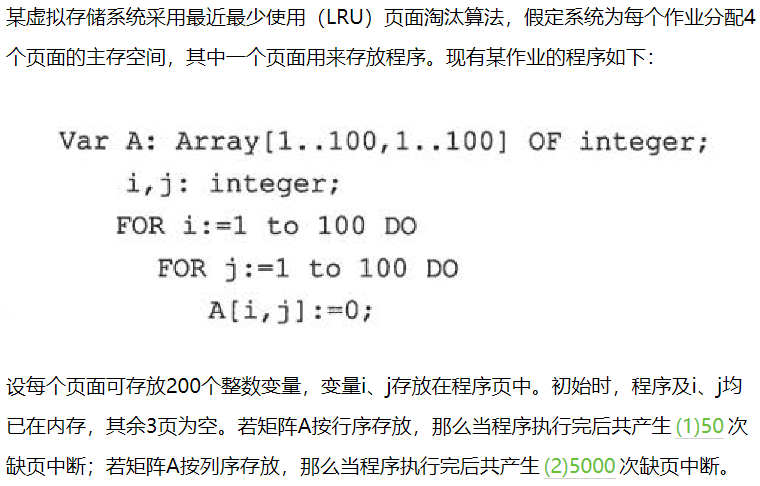 某虚拟存储系统采用最近最少使用（LRU）页面淘汰算法，假定系统为每个作业分配4
个页面的主存空间，其中一个页面用来存放程序。现有某作业的程序如下：
Var A: Array[1..100,1..100] OF integer;
i,j: integer;
FOR i:=1 to 100 DO
FOR j:=1 to 100 DO
A[i,j]:=0;
设每个页面可存放200个整数变量，变量i、j存放在程序页中。初始时，程序及i、j均
已在内存，其余3页为空。若矩阵A按行序存放，那么当程序执行完后共产生 (1)50 次
缺页中断；若矩阵A按列序存放，那么当程序执行完后共产生 (2)5000 次缺页中断。